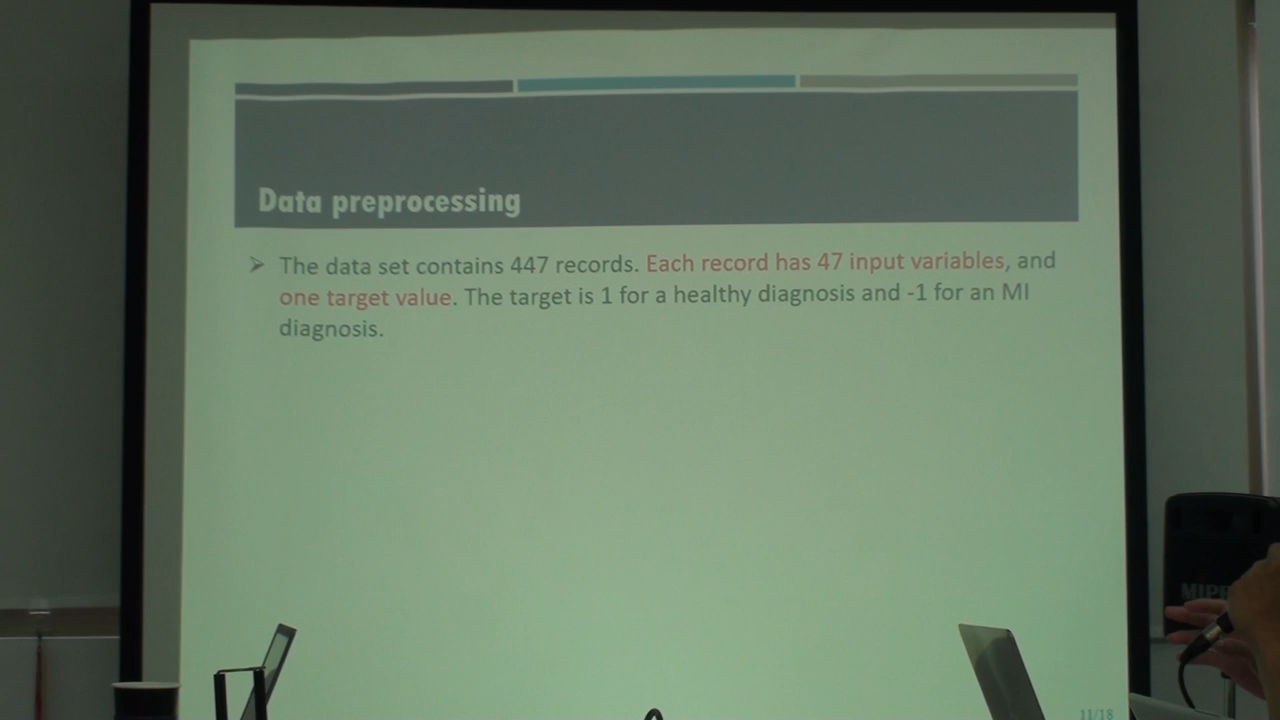 Data preprocessing
The data set contains 447 records. Each record has 47 input variables, and
one target value. The target is 1 for a healthy diagnosis and -1 for an MI
diagnosis.
11/18